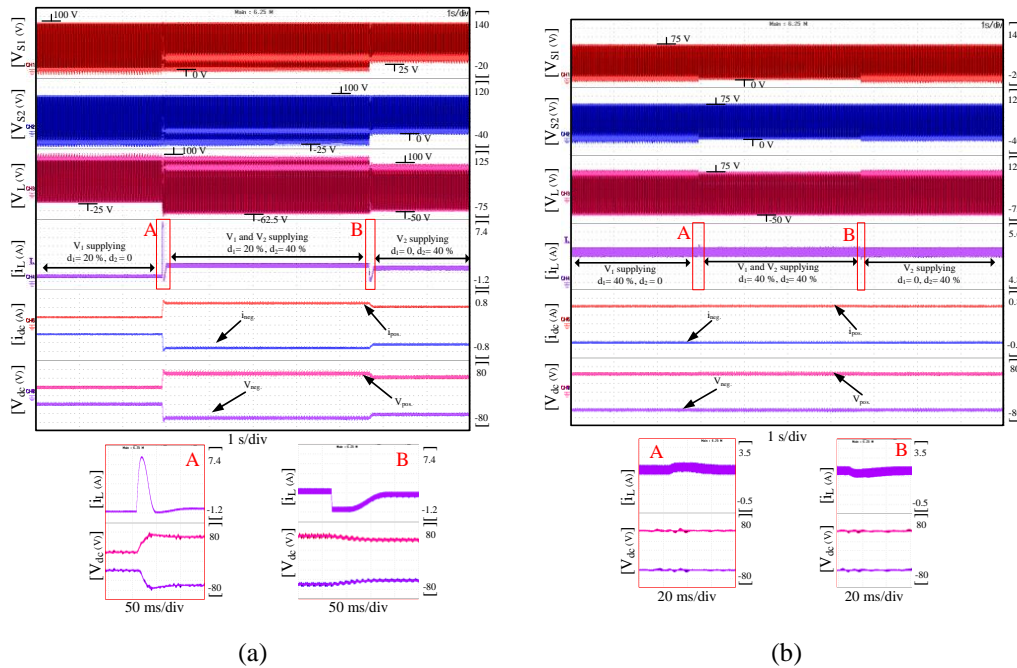 Main : 6.25 M
1s/div
[V_S1 (V)]
140
-20
100 V
0 V
25 V
[V_S2 (V)]
120
-40
100 V
-25 V
0 V
[V_L (V)]
125
-75
100 V
100 V
-25 V
-62.5 V
-50 V
A
B
[i_L (A)]
7.4
-1.2
V₁ supplying
d₁= 20 %, d₂ = 0
V₁ and V₂ supplying
d₁= 20 %, d₂= 40 %
V₂ supplying
d₁=0, d₂= 40%
[i_dc (A)]
0.8
-0.8
i_neg.
i_pos.
[V_dc (V)]
80
-80
V_neg.
V_pos.
1 s/div
A
[i_L (A)]
7.4
-1.2
[V_dc (V)]
80
-80
50 ms/div
B
[i_L (A)]
7.4
-1.2
[V_dc (V)]
80
-80
50 ms/div
(a)
Main : 6.25 M
1s/div
[V_S1 (V)]
75 V
0 V
[V_S2 (V)]
75 V
0 V
[V_L (V)]
75 V
-50 V
A
B
[i_L (A)]
V₁ supplying
d₁= 40 %, d₂= 0
V₁ and V₂ supplying
d₁= 40 %, d₂= 40 %
V₂ supplying
d₁= 0, d₂= 40%
[i_dc (A)]
i_neg.
i_pos.
[V_dc (V)]
80
-80
V_neg.
V_pos.
1 s/div
A
[i_L (A)]
3.5
-0.5
[V_dc (V)]
80
-80
20 ms/div
B
[i_L (A)]
3.5
-0.5
[V_dc (V)]
80
-80
20 ms/div
(b)